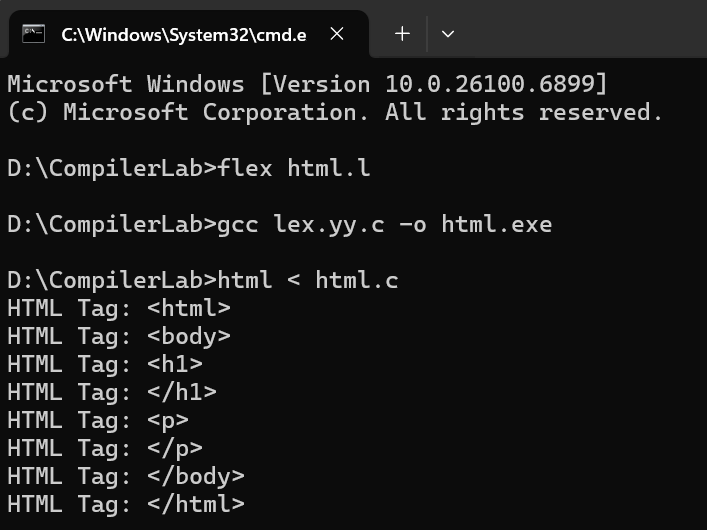 C:\Windows\System32\cmd.e
Microsoft Windows [Version 10.0.26100.6899]
(c) Microsoft Corporation. All rights reserved.
D:\CompilerLab>flex html.l
D:\CompilerLab>gcc lex.yy.c -o html.exe
D:\CompilerLab>html < html.c
HTML Tag: <html>
HTML Tag: <body>
HTML Tag: <h1>
HTML Tag: </h1>
HTML Tag: <p>
HTML Tag: </p>
HTML Tag: </body>
HTML Tag: </html>